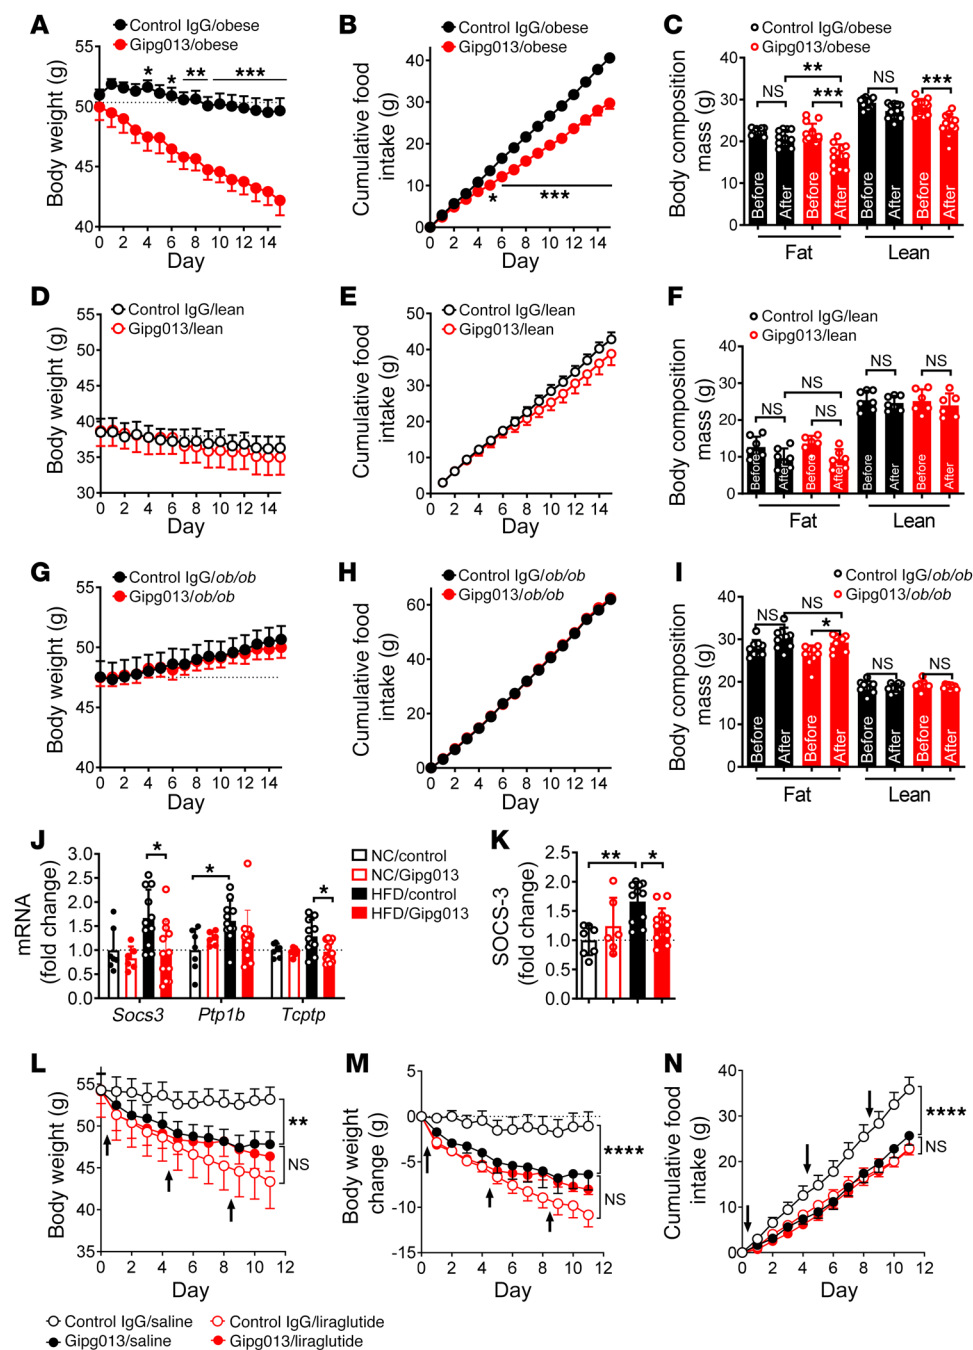 A
Control IgG/obese
Gipg013/obese
Body weight (g)
55
50
45
40
* * ** ***
0 2 4 6 8 10 12 14
Day
B
Control IgG/obese
Gipg013/obese
Cumulative food
intake (g)
40
30
20
10
0
* ***
0 2 4 6 8 10 12 14
Day
C
Control IgG/obese
Gipg013/obese
Body composition
mass (g)
40
30
20
10
0
NS ** *** NS ***
Before After Before After Before After Before After
Fat Lean
D
Control IgG/lean
Gipg013/lean
Body weight (g)
55
50
45
40
35
30
0 2 4 6 8 10 12 14
Day
E
Control IgG/lean
Gipg013/lean
Cumulative food
intake (g)
50
40
30
20
10
0
0 2 4 6 8 10 12 14
Day
F
Control IgG/lean
Gipg013/lean
Body composition
mass (g)
40
30
20
10
0
NS NS NS NS NS
Before After Before After
Fat Lean
G
Control IgG/ob/ob
Gipg013/ob/ob
Body weight (g)
55
50
45
40
0 2 4 6 8 10 12 14
Day
H
Control IgG/ob/ob
Gipg013/ob/ob
Cumulative food
intake (g)
60
40
20
0
0 2 4 6 8 10 12 14
Day
I
Control IgG/ob/ob
Gipg013/ob/ob
Body composition
mass (g)
40
30
20
10
0
NS NS * NS NS
Before After Before After
Fat Lean
J
mRNA
(fold change)
3.0
2.5
2.0
1.5
1.0
0.5
0.0
* * *
Socs3 Ptp1b Tcptp
NC/control
NC/Gipg013
HFD/control
HFD/Gipg013
K
SOCS-3
(fold change)
2.5
2.0
1.5
1.0
0.5
0.0
** *
L
Body weight (g)
55
50
45
40
35
**
NS
0 2 4 6 8 10 12
Day
M
Body weight
change (g)
5
0
-5
-10
-15
****
NS
0 2 4 6 8 10 12
Day
N
Cumulative food
intake (g)
40
30
20
10
0
****
NS
0 2 4 6 8 10 12
Day
Control IgG/saline
Control IgG/liraglutide
Gipg013/saline
Gipg013/liraglutide